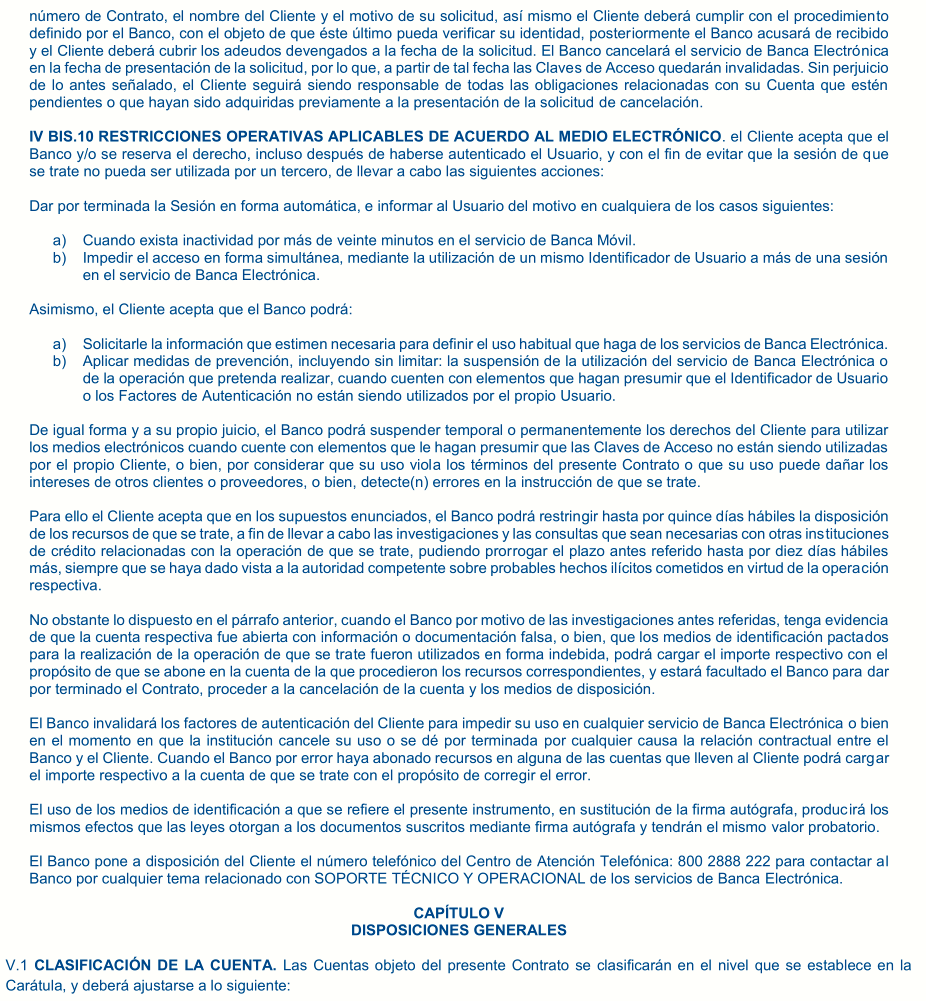 número de Contrato, el nombre del Cliente y el motivo de su solicitud, así mismo el Cliente deberá cumplir con el procedimiento
definido por el Banco, con el objeto de que éste último pueda verificar su identidad, posteriormente el Banco acusará de recibido
y el Cliente deberá cubrir los adeudos devengados a la fecha de la solicitud. El Banco cancelará el servicio de Banca Electrónica
en la fecha de presentación de la solicitud, por lo que, a partir de tal fecha las Claves de Acceso quedarán invalidadas. Sin perjuicio
de lo antes señalado, el Cliente seguirá siendo responsable de todas las obligaciones relacionadas con su Cuenta que estén
pendientes o que hayan sido adquiridas previamente a la presentación de la solicitud de cancelación.
IV BIS.10 RESTRICCIONES OPERATIVAS APLICABLES DE ACUERDO AL MEDIO ELECTRÓNICO. el Cliente acepta que el
Banco y/o se reserva el derecho, incluso después de haberse autenticado el Usuario, y con el fin de evitar que la sesión de que
se trate no pueda ser utilizada por un tercero, de llevar a cabo las siguientes acciones:
Dar por terminada la Sesión en forma automática, e informar al Usuario del motivo en cualquiera de los casos siguientes:
a) Cuando exista inactividad por más de veinte minutos en el servicio de Banca Móvil.
b) Impedir el acceso en forma simultánea, mediante la utilización de un mismo Identificador de Usuario a más de una sesión
en el servicio de Banca Electrónica.
Asimismo, el Cliente acepta que el Banco podrá:
a) Solicitarle la información que estimen necesaria para definir el uso habitual que haga de los servicios de Banca Electrónica.
b) Aplicar medidas de prevención, incluyendo sin limitar: la suspensión de la utilización del servicio de Banca Electrónica o
de la operación que pretenda realizar, cuando cuenten con elementos que hagan presumir que el Identificador de Usuario
o los Factores de Autenticación no están siendo utilizados por el propio Usuario.
De igual forma y a su propio juicio, el Banco podrá suspender temporal o permanentemente los derechos del Cliente para utilizar
los medios electrónicos cuando cuente con elementos que le hagan presumir que las Claves de Acceso no están siendo utilizadas
por el propio Cliente, o bien, por considerar que su uso viola los términos del presente Contrato o que su uso puede dañar los
intereses de otros clientes o proveedores, o bien, detecte(n) errores en la instrucción de que se trate.
Para ello el Cliente acepta que en los supuestos enunciados, el Banco podrá restringir hasta por quince días hábiles la disposición
de los recursos de que se trate, a fin de llevar a cabo las investigaciones y las consultas que sean necesarias con otras instituciones
de crédito relacionadas con la operación de que se trate, pudiendo prorrogar el plazo antes referido hasta por diez días hábiles
más, siempre que se haya dado vista a la autoridad competente sobre probables hechos ilícitos cometidos en virtud de la operación
respectiva.
No obstante lo dispuesto en el párrafo anterior, cuando el Banco por motivo de las investigaciones antes referidas, tenga evidencia
de que la cuenta respectiva fue abierta con información o documentación falsa, o bien, que los medios de identificación pactados
para la realización de la operación de que se trate fueron utilizados en forma indebida, podrá cargar el importe respectivo con el
propósito de que se abone en la cuenta de la que procedieron los recursos correspondientes, y estará facultado el Banco para dar
por terminado el Contrato, proceder a la cancelación de la cuenta y los medios de disposición.
El Banco invalidará los factores de autenticación del Cliente para impedir su uso en cualquier servicio de Banca Electrónica o bien
en el momento en que la institución cancele su uso o se dé por terminada por cualquier causa la relación contractual entre el
Banco y el Cliente. Cuando el Banco por error haya abonado recursos en alguna de las cuentas que lleven al Cliente podrá cargar
el importe respectivo a la cuenta de que se trate con el propósito de corregir el error.
El uso de los medios de identificación a que se refiere el presente instrumento, en sustitución de la firma autógrafa, producirá los
mismos efectos que las leyes otorgan a los documentos suscritos mediante firma autógrafa y tendrán el mismo valor probatorio.
El Banco pone a disposición del Cliente el número telefónico del Centro de Atención Telefónica: 800 2888 222 para contactar al
Banco por cualquier tema relacionado con SOPORTE TÉCNICO Y OPERACIONAL de los servicios de Banca Electrónica.
CAPÍTULO V
DISPOSICIONES GENERALES
V.1 CLASIFICACIÓN DE LA CUENTA. Las Cuentas objeto del presente Contrato se clasificarán en el nivel que se establece en la
Carátula, y deberá ajustarse a lo siguiente: